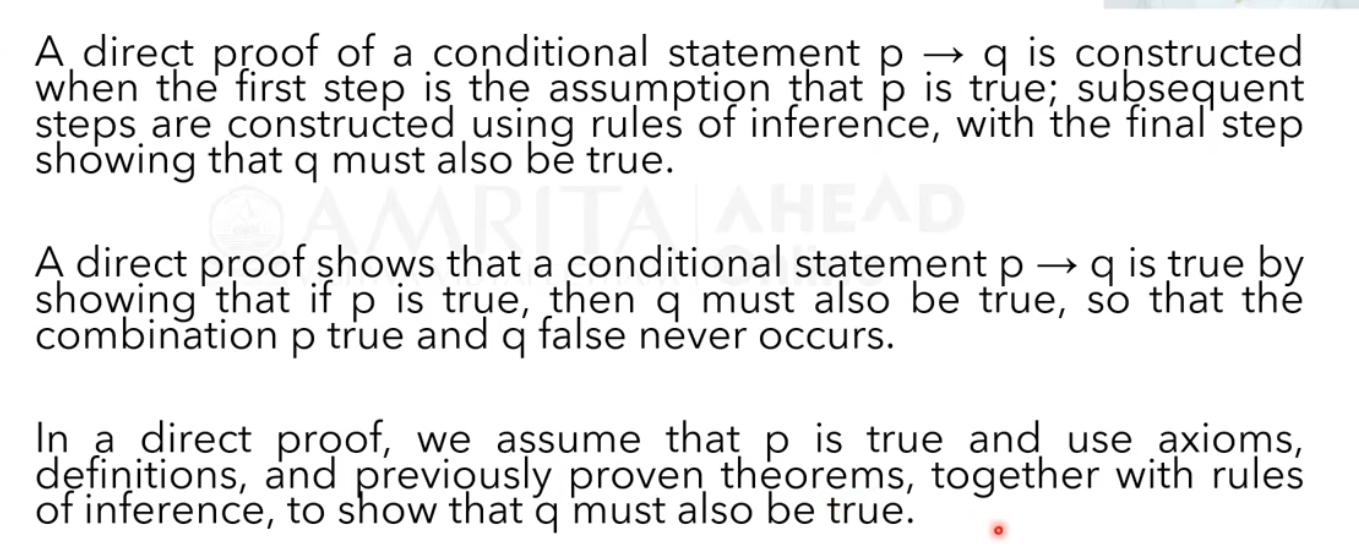 A direct proof of a conditional statement p → q is constructed
when the first step is the assumption that p is true; subsequent
steps are constructed using rules of inference, with the final step
showing that q must also be true.
AMRITA AHEAD
Online
A direct proof shows that a conditional statement p → q is true by
showing that if p is true, then q must also be true, so that the
combination p true and q false never occurs.
In a direct proof, we assume that p is true and use axioms,
definitions, and previously proven theorems, together with rules
of inference, to show that q must also be true.